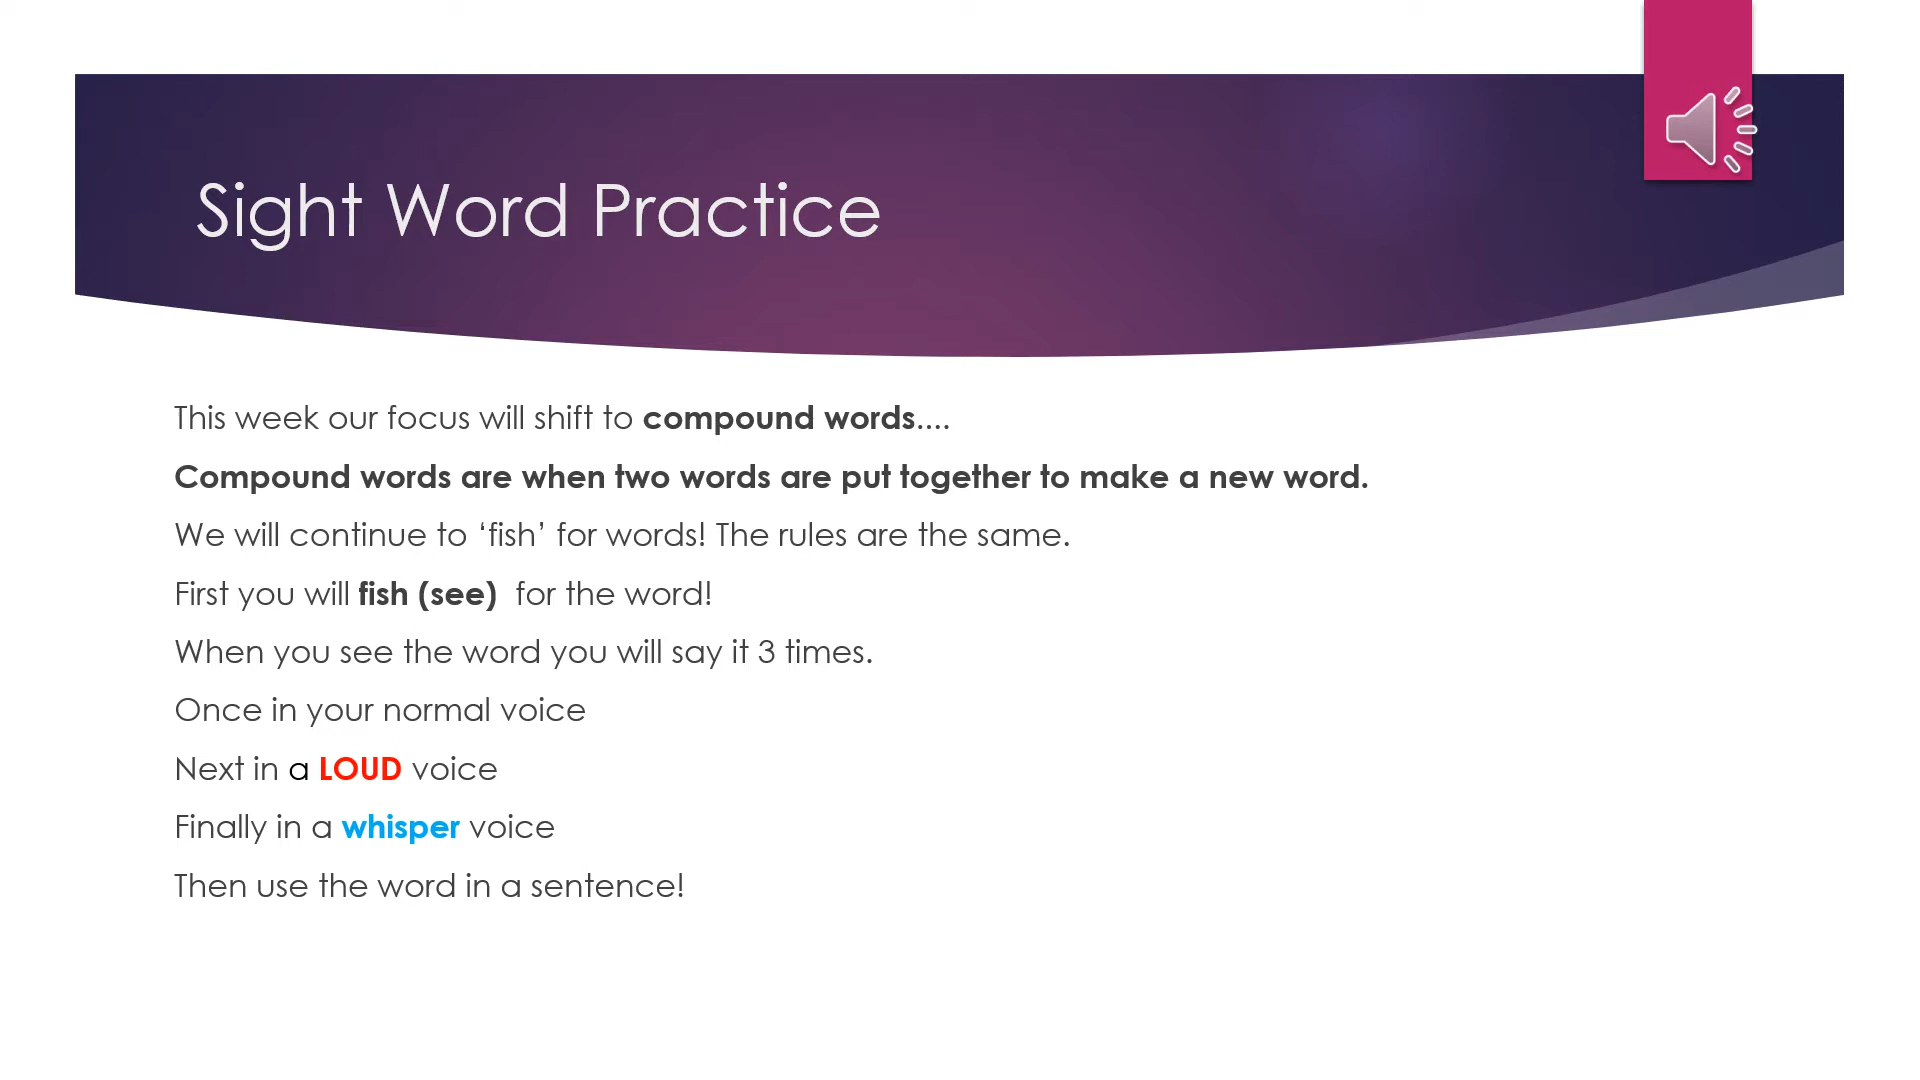 Sight Word Practice
This week our focus will shift to compound words....
Compound words are when two words are put together to make a new word.
We will continue to ‘fish’ for words! The rules are the same.
First you will fish (see)  for the word!
When you see the word you will say it 3 times.
Once in your normal voice
Next in a LOUD voice
Finally in a whisper voice
Then use the word in a sentence!